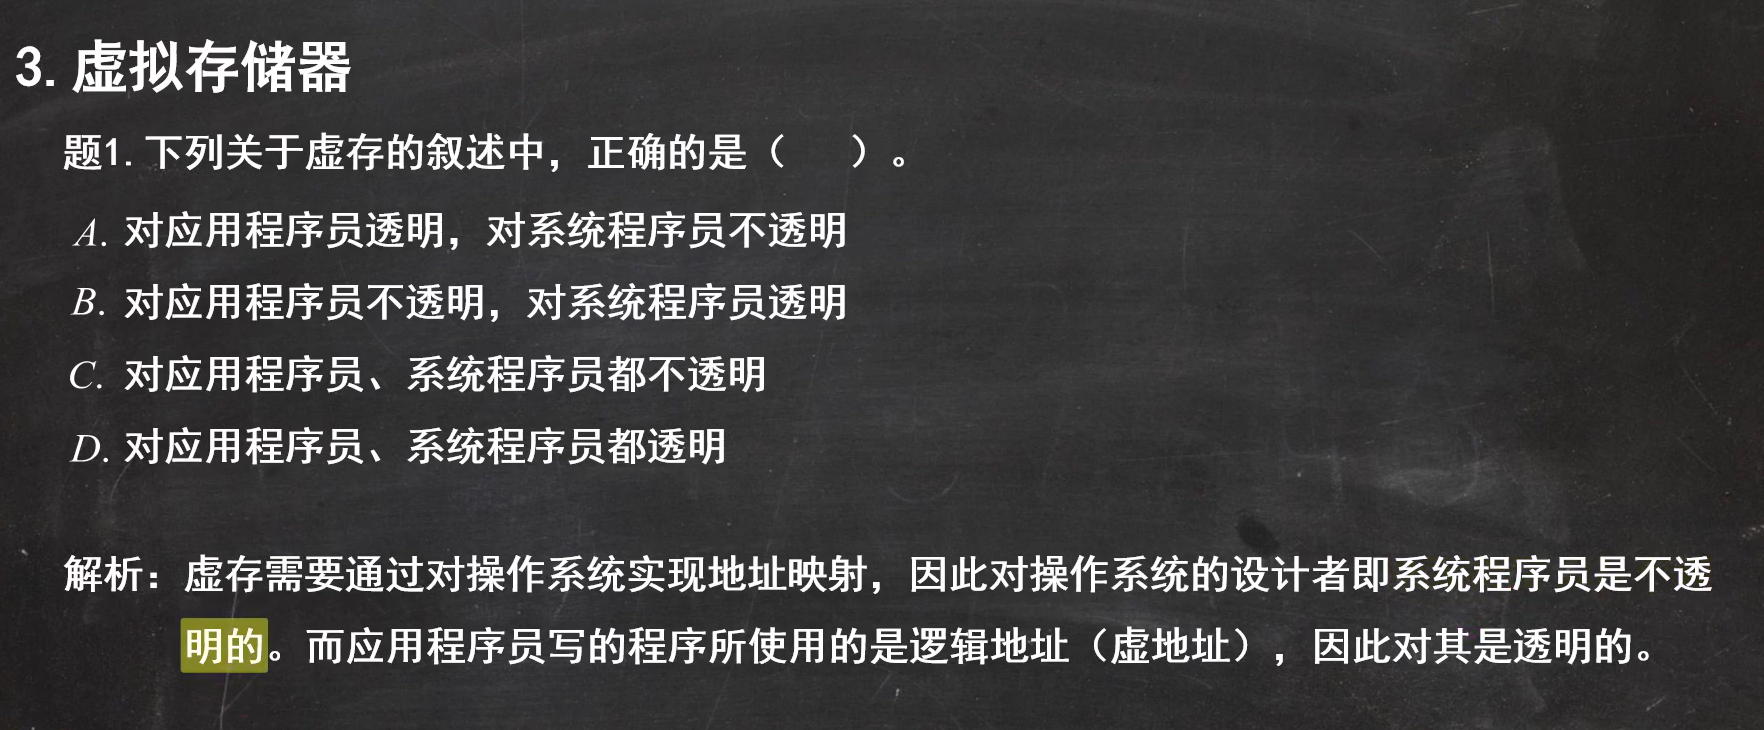 3. 虚拟存储器
题1. 下列关于虚存的叙述中，正确的是（　　）。
A. 对应用程序员透明，对系统程序员不透明
B. 对应用程序员不透明，对系统程序员透明
C. 对应用程序员、系统程序员都不透明
D. 对应用程序员、系统程序员都透明
解析：虚存需要通过对操作系统实现地址映射，因此对操作系统的设计者即系统程序员是不透
明的。而应用程序员写的程序所使用的是逻辑地址（虚地址），因此对其是透明的。